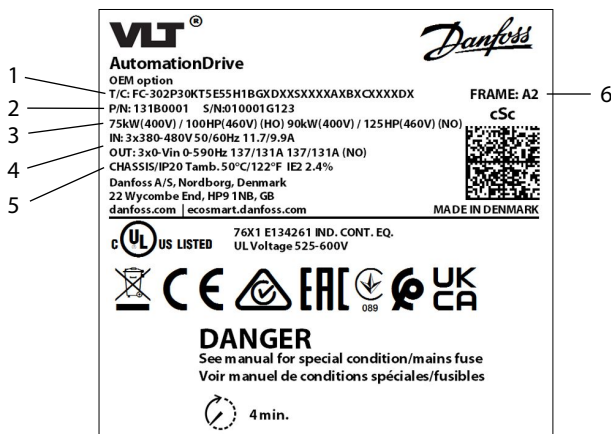 VLT®
Danfoss
AutomationDrive
OEM option
1
T/C: FC-302P30KT5E55H1BGXDXXSXXXXAXBXCXXXXDX
FRAME: A2
6
2
P/N: 131B0001 S/N:010001G123
cSc
3
75kW(400V) / 100HP(460V) (HO) 90kW(400V) / 125HP(460V) (NO)
IN: 3x380-480V 50/60Hz 11.7/9.9A
4
OUT: 3x0-Vin 0-590Hz 137/131A 137/131A (NO)
5
CHASSIS/IP20 Tamb.50°C/122°F IE2 2.4%
Danfoss A/S, Nordborg, Denmark
22 Wycombe End, HP9 1NB, GB
danfoss.com | ecosmart.danfoss.com
MADE IN DENMARK
C UL US LISTED
76X1 E134261 IND. CONT. EQ.
UL Voltage 525-600V
CE EAC 089 UK CA
DANGER
See manual for special condition/mains fuse
Voir manuel de conditions spéciales/fusibles
4 min.